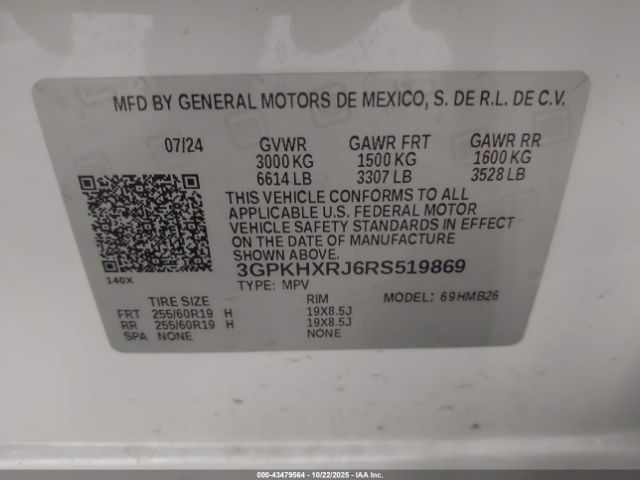 MFD BY GENERAL MOTORS DE MEXICO, S. DE R.L. DE C.V.
07/24 GVWR GAWR FRT GAWR RR
3000 KG 1500 KG 1600 KG
6614 LB 3307 LB 3528 LB
THIS VEHICLE CONFORMS TO ALL
APPLICABLE U.S. FEDERAL MOTOR
VEHICLE SAFETY STANDARDS IN EFFECT
ON THE DATE OF MANUFACTURE
SHOWN ABOVE.
3GPKHXRJ6RS519869
140X TYPE: MPV
TIRE SIZE RIM MODEL: 69HMB26
FRT 255/60R19 H 19X8.5J
RR 255/60R19 H 19X8.5J
SPA NONE NONE
000-43479564 - 10/22/2025 - IAAI.COM